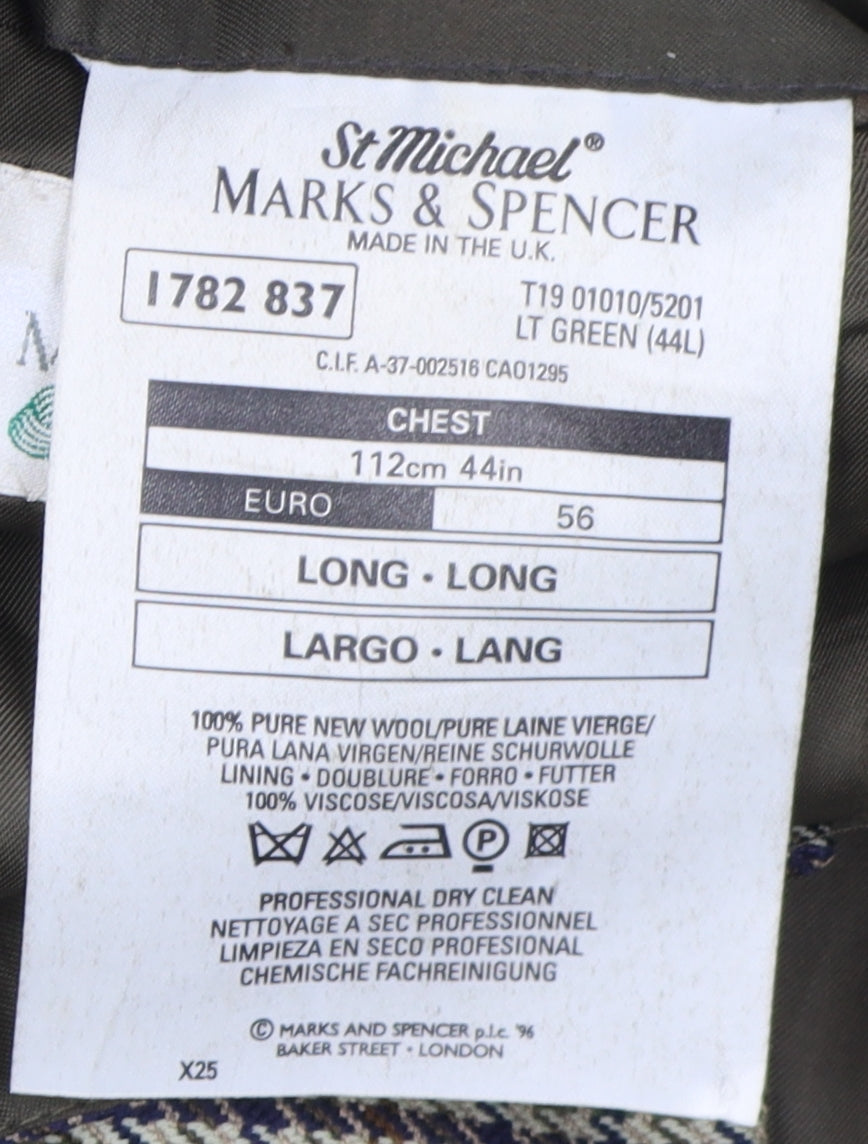 St Michael®
MARKS & SPENCER
MADE IN THE U.K.
1782 837
T19 01010/5201
LT GREEN (44L)
C.I.F. A-37-002516 CAO1295
CHEST
112cm 44in
EURO 56
LONG • LONG
LARGO • LANG
100% PURE NEW WOOL/PURE LAINE VIERGE/
PURA LANA VIRGEN/REINE SCHURWOLLE
LINING • DOUBLURE • FORRO • FUTTER
100% VISCOSE/VISCOSA/VISKOSE
P
PROFESSIONAL DRY CLEAN
NETTOYAGE A SEC PROFESSIONNEL
LIMPIEZA EN SECO PROFESIONAL
CHEMISCHE FACHREINIGUNG
© MARKS AND SPENCER p.l.c. '96
BAKER STREET • LONDON
X25